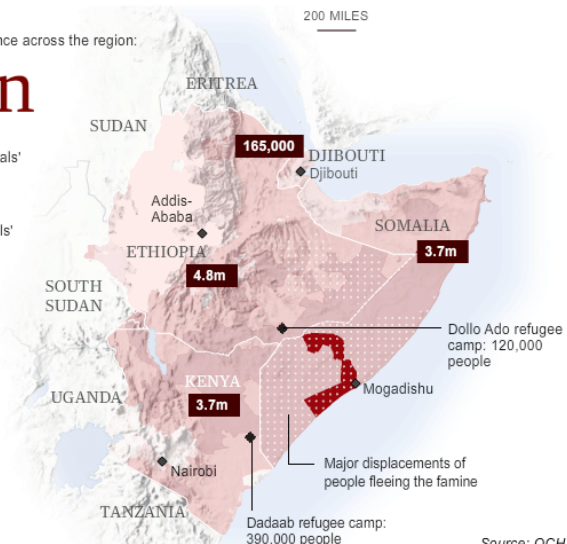 200 MILES
nce across the region:
n
ERITREA
SUDAN
165,000
als'
DJIBOUTI
Djibouti
Addis-
Ababa
ls'
SOMALIA
3.7m
ETHIOPIA
4.8m
SOUTH
SUDAN
Dollo Ado refugee
camp: 120,000
people
KENYA
Mogadishu
UGANDA
3.7m
Major displacements of
people fleeing the famine
Nairobi
TANZANIA
Dadaab refugee camp:
390,000 people
Source: OCH